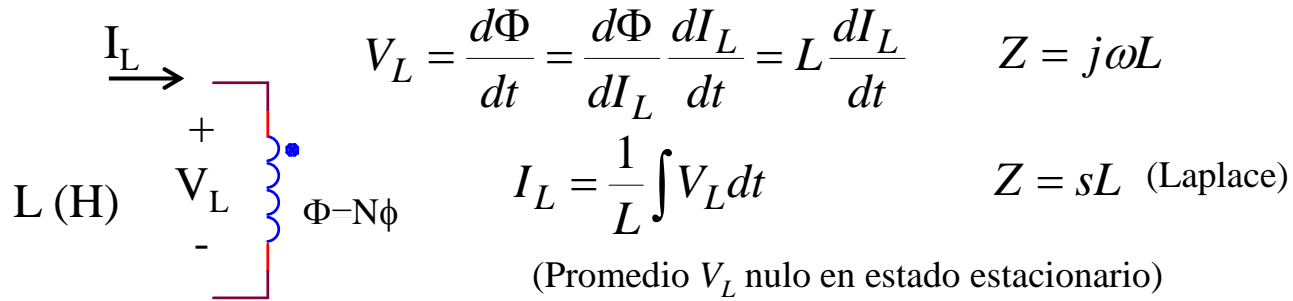 I_L
V_L = dΦ/dt = dΦ/dI_L dI_L/dt = L dI_L/dt
Z = jωL
+
V_L
-
L (H)
Φ−Nϕ
I_L = 1/L ∫ V_L dt
Z = sL (Laplace)
(Promedio V_L nulo en estado estacionario)